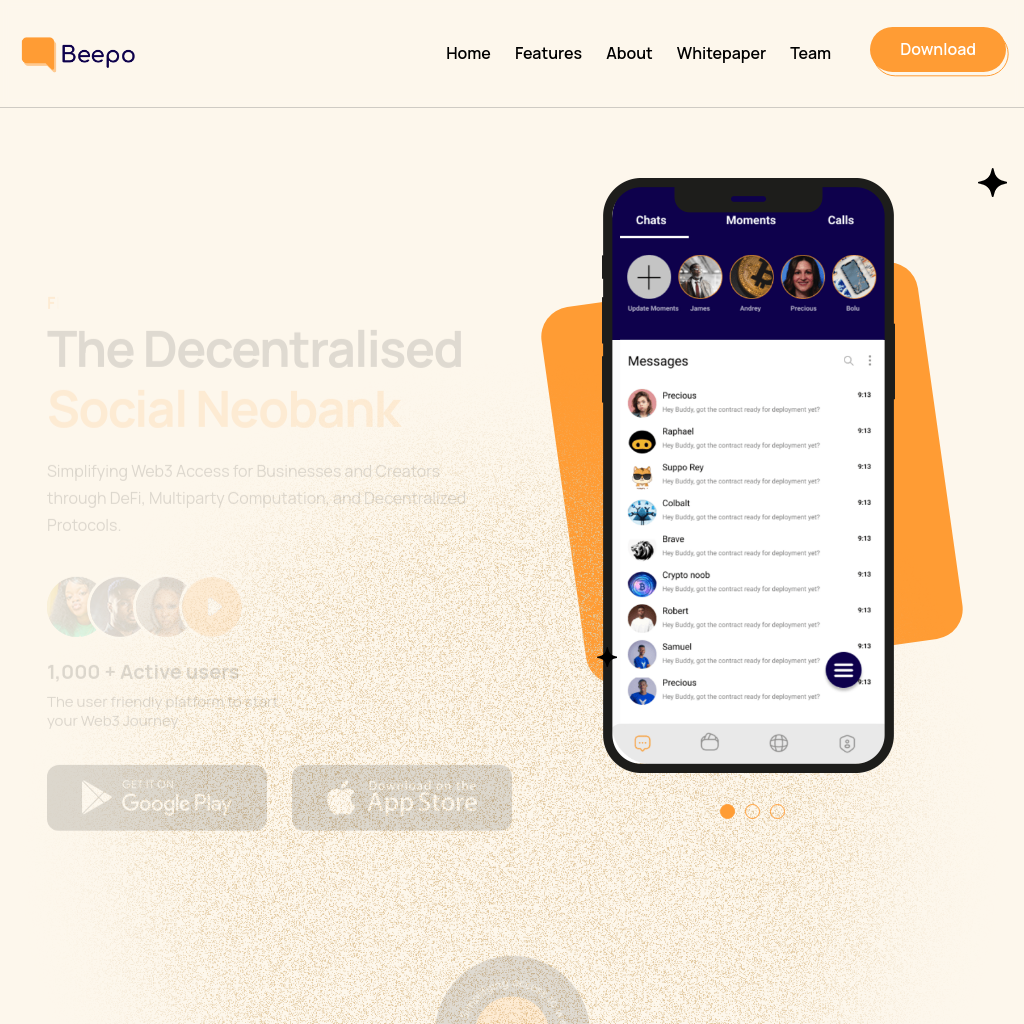 Beepo
Home Features About Whitepaper Team Download
F
The Decentralised
Social Neobank
Simplifying Web3 Access for Businesses and Creators
through DeFi, Multiparty Computation, and Decentralized
Protocols.
1,000 + Active users
The user friendly platform to start
your Web3 Journey
GET IT ON
Google Play
Download on the
App Store
Chats Moments Calls
Update Moments James Andrey Precious Bolu
Messages
Precious 9:13
Hey Buddy, got the contract ready for deployment yet?
Raphael 9:13
Hey Buddy, got the contract ready for deployment yet?
Suppo Rey 9:13
Hey Buddy, got the contract ready for deployment yet?
Colbalt 9:13
Hey Buddy, got the contract ready for deployment yet?
Brave 9:13
Hey Buddy, got the contract ready for deployment yet?
Crypto noob 9:13
Hey Buddy, got the contract ready for deployment yet?
Robert 9:13
Hey Buddy, got the contract ready for deployment yet?
Samuel 9:13
Hey Buddy, got the contract ready for deployment yet?
Precious 9:13
Hey Buddy, got the contract ready for deployment yet?